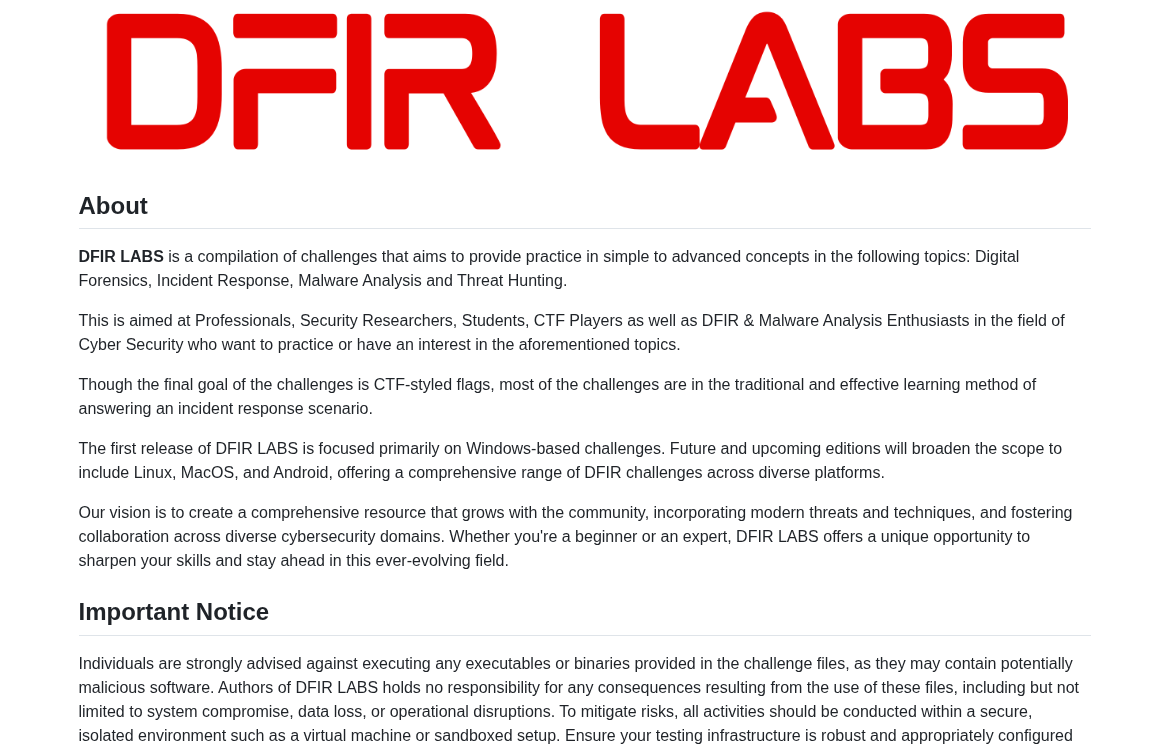 DFIR LABS
About
DFIR LABS is a compilation of challenges that aims to provide practice in simple to advanced concepts in the following topics: Digital
Forensics, Incident Response, Malware Analysis and Threat Hunting.
This is aimed at Professionals, Security Researchers, Students, CTF Players as well as DFIR & Malware Analysis Enthusiasts in the field of
Cyber Security who want to practice or have an interest in the aforementioned topics.
Though the final goal of the challenges is CTF-styled flags, most of the challenges are in the traditional and effective learning method of
answering an incident response scenario.
The first release of DFIR LABS is focused primarily on Windows-based challenges. Future and upcoming editions will broaden the scope to
include Linux, MacOS, and Android, offering a comprehensive range of DFIR challenges across diverse platforms.
Our vision is to create a comprehensive resource that grows with the community, incorporating modern threats and techniques, and fostering
collaboration across diverse cybersecurity domains. Whether you're a beginner or an expert, DFIR LABS offers a unique opportunity to
sharpen your skills and stay ahead in this ever-evolving field.
Important Notice
Individuals are strongly advised against executing any executables or binaries provided in the challenge files, as they may contain potentially
malicious software. Authors of DFIR LABS holds no responsibility for any consequences resulting from the use of these files, including but not
limited to system compromise, data loss, or operational disruptions. To mitigate risks, all activities should be conducted within a secure,
isolated environment such as a virtual machine or sandboxed setup. Ensure your testing infrastructure is robust and appropriately configured